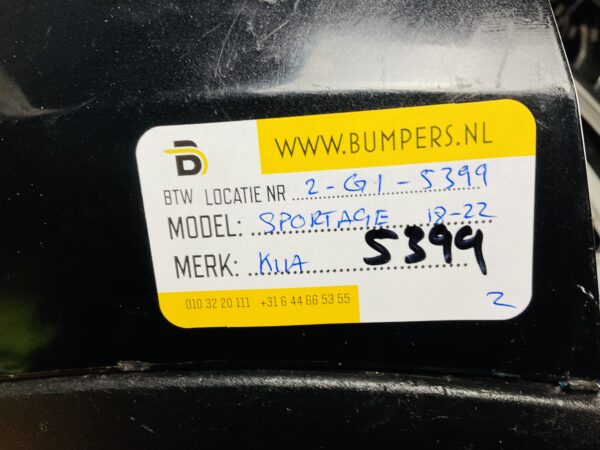 B
WWW.BUMPERS.NL
BTW LOCATIE NR 2-G1-5399
MODEL: SPORTAGE 18-22
MERK: KIA 5399
010 32 20 111 +31 6 44 66 53 55
2